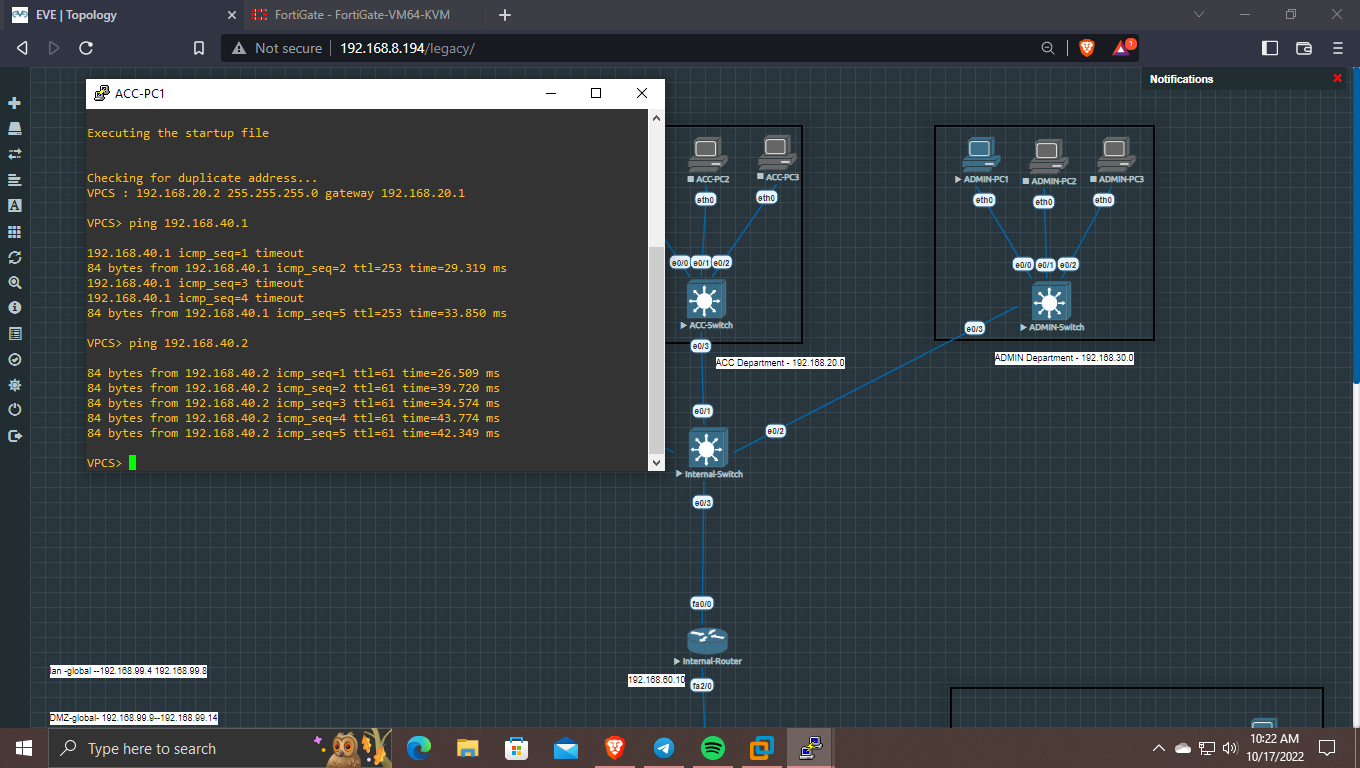 EVE | Topology
FortiGate - FortiGate-VM64-KVM
Not secure
192.168.8.194/legacy/
1
Notifications
ACC-PC1
Executing the startup file
Checking for duplicate address...
VPCS : 192.168.20.2 255.255.255.0 gateway 192.168.20.1
VPCS> ping 192.168.40.1
192.168.40.1 icmp_seq=1 timeout
84 bytes from 192.168.40.1 icmp_seq=2 ttl=253 time=29.319 ms
192.168.40.1 icmp_seq=3 timeout
192.168.40.1 icmp_seq=4 timeout
84 bytes from 192.168.40.1 icmp_seq=5 ttl=253 time=33.850 ms
VPCS> ping 192.168.40.2
84 bytes from 192.168.40.2 icmp_seq=1 ttl=61 time=26.509 ms
84 bytes from 192.168.40.2 icmp_seq=2 ttl=61 time=39.720 ms
84 bytes from 192.168.40.2 icmp_seq=3 ttl=61 time=34.574 ms
84 bytes from 192.168.40.2 icmp_seq=4 ttl=61 time=43.774 ms
84 bytes from 192.168.40.2 icmp_seq=5 ttl=61 time=42.349 ms
VPCS>
ACC-PC2
ACC-PC3
eth0
eth0
e0/0
e0/1
e0/2
ACC-Switch
e0/3
ACC Department - 192.168.20.0
ADMIN-PC1
ADMIN-PC2
ADMIN-PC3
eth0
eth0
eth0
e0/0
e0/1
e0/2
ADMIN-Switch
e0/3
ADMIN Department - 192.168.30.0
e0/1
e0/2
Internal-Switch
e0/3
fa0/0
Internal-Router
192.168.60.10
fa2/0
lan -global --192.168.99.4 192.168.99.8
DMZ-global- 192.168.99.9--192.168.99.14
Type here to search
10:22 AM
10/17/2022